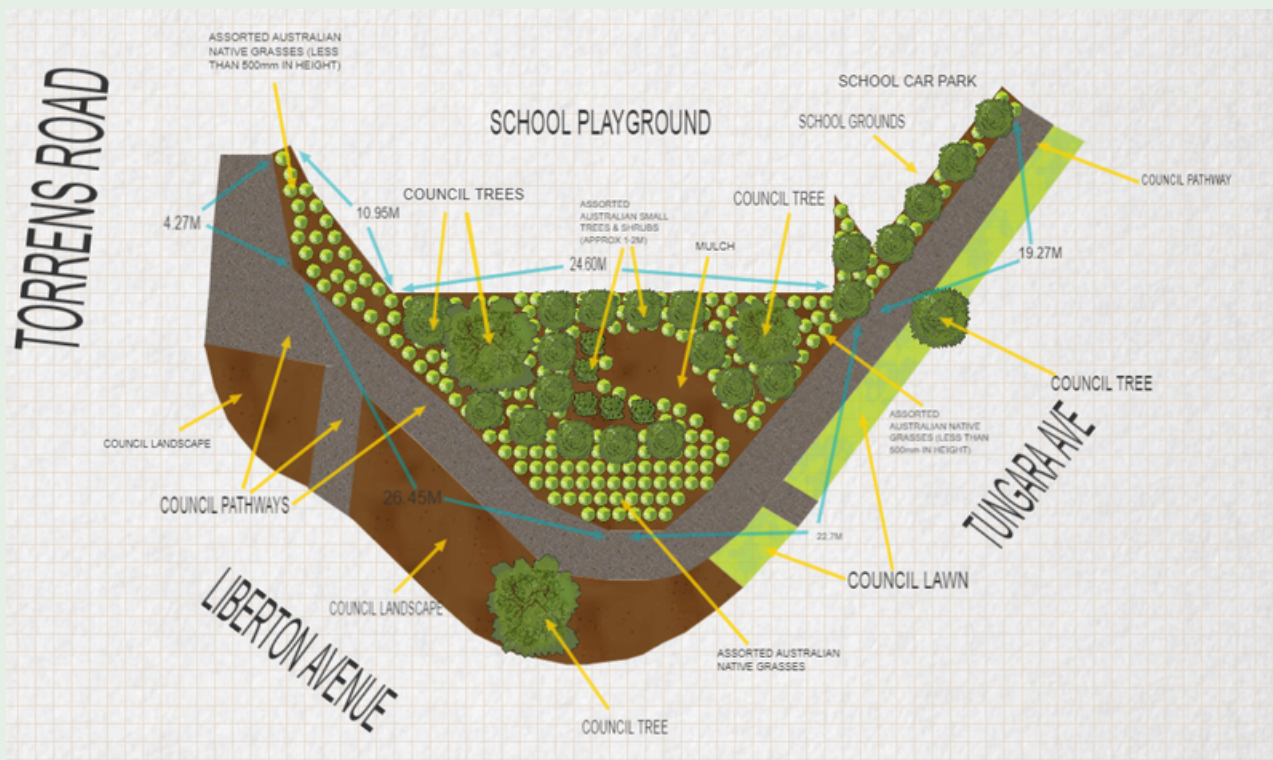 ASSORTED AUSTRALIAN
NATIVE GRASSES (LESS
THAN 500mm IN HEIGHT)
TORRENS ROAD
SCHOOL PLAYGROUND
SCHOOL CAR PARK
SCHOOL GROUNDS
COUNCIL PATHWAY
4.27M
10.95M
COUNCIL TREES
ASSORTED
AUSTRALIAN SMALL
TREES & SHRUBS
(APPROX 1-2M)
COUNCIL TREE
MULCH
24.60M
19.27M
COUNCIL TREE
ASSORTED
AUSTRALIAN NATIVE
GRASSES (LESS THAN
500mm IN HEIGHT)
TUNGARA AVE
COUNCIL LANDSCAPE
COUNCIL PATHWAYS
26.45M
22.7M
COUNCIL LAWN
LIBERTON AVENUE
COUNCIL LANDSCAPE
ASSORTED AUSTRALIAN
NATIVE GRASSES
COUNCIL TREE